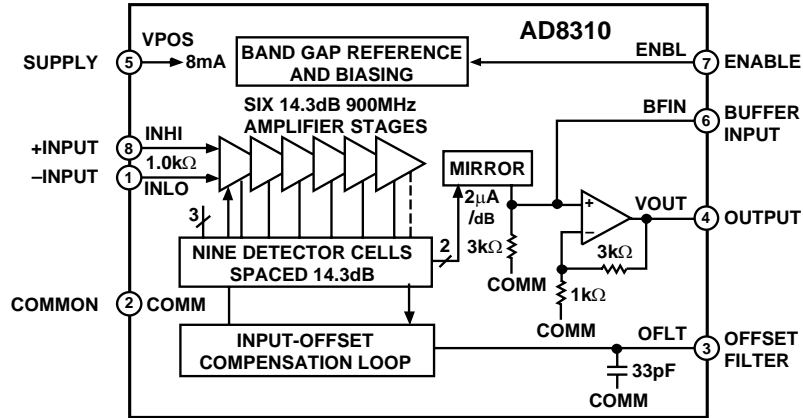 AD8310
SUPPLY
5
VPOS
8mA
BAND GAP REFERENCE
AND BIASING
ENBL
7
ENABLE
SIX 14.3dB 900MHz
AMPLIFIER STAGES
BFIN
6
BUFFER
INPUT
+INPUT
8
INHI
1.0kΩ
–INPUT
1
INLO
MIRROR
2μA
/dB
+
–
VOUT
4
OUTPUT
3
NINE DETECTOR CELLS
SPACED 14.3dB
2
3kΩ
COMM
3kΩ
1kΩ
COMM
COMMON
2
COMM
INPUT-OFFSET
COMPENSATION LOOP
OFLT
3
OFFSET
FILTER
33pF
COMM